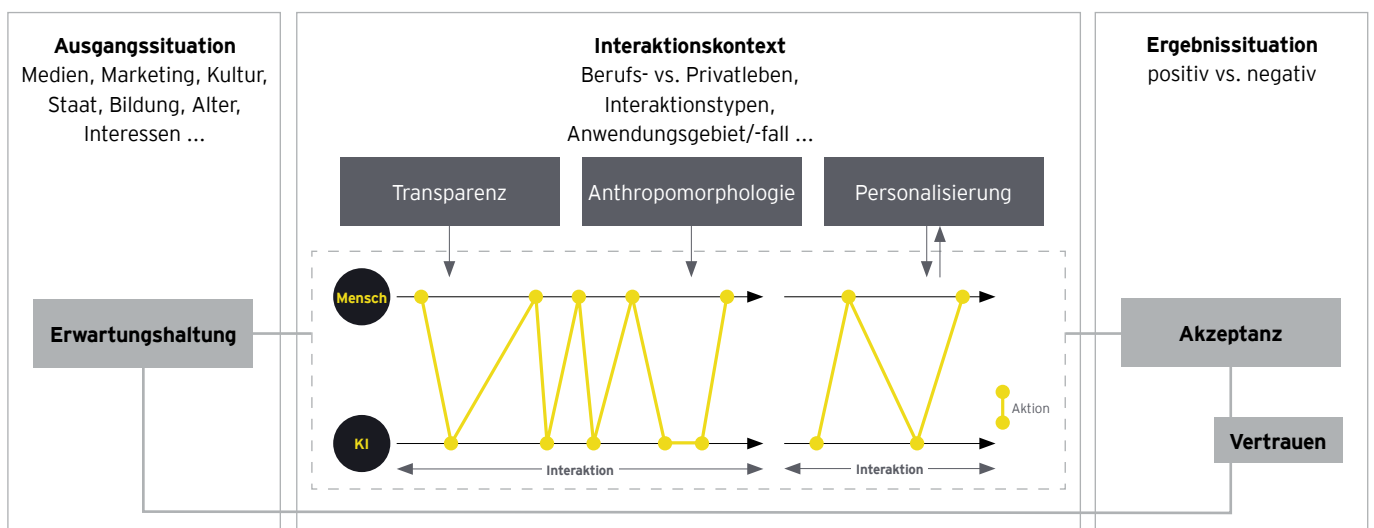 Ausgangssituation
Medien, Marketing, Kultur,
Staat, Bildung, Alter,
Interessen ...
Erwartungshaltung
Interaktionskontext
Berufs- vs. Privatleben,
Interaktionstypen,
Anwendungsgebiet/-fall ...
Transparenz
Anthropomorphologie
Personalisierung
Mensch
KI
Interaktion
Interaktion
Aktion
Ergebnissituation
positiv vs. negativ
Akzeptanz
Vertrauen